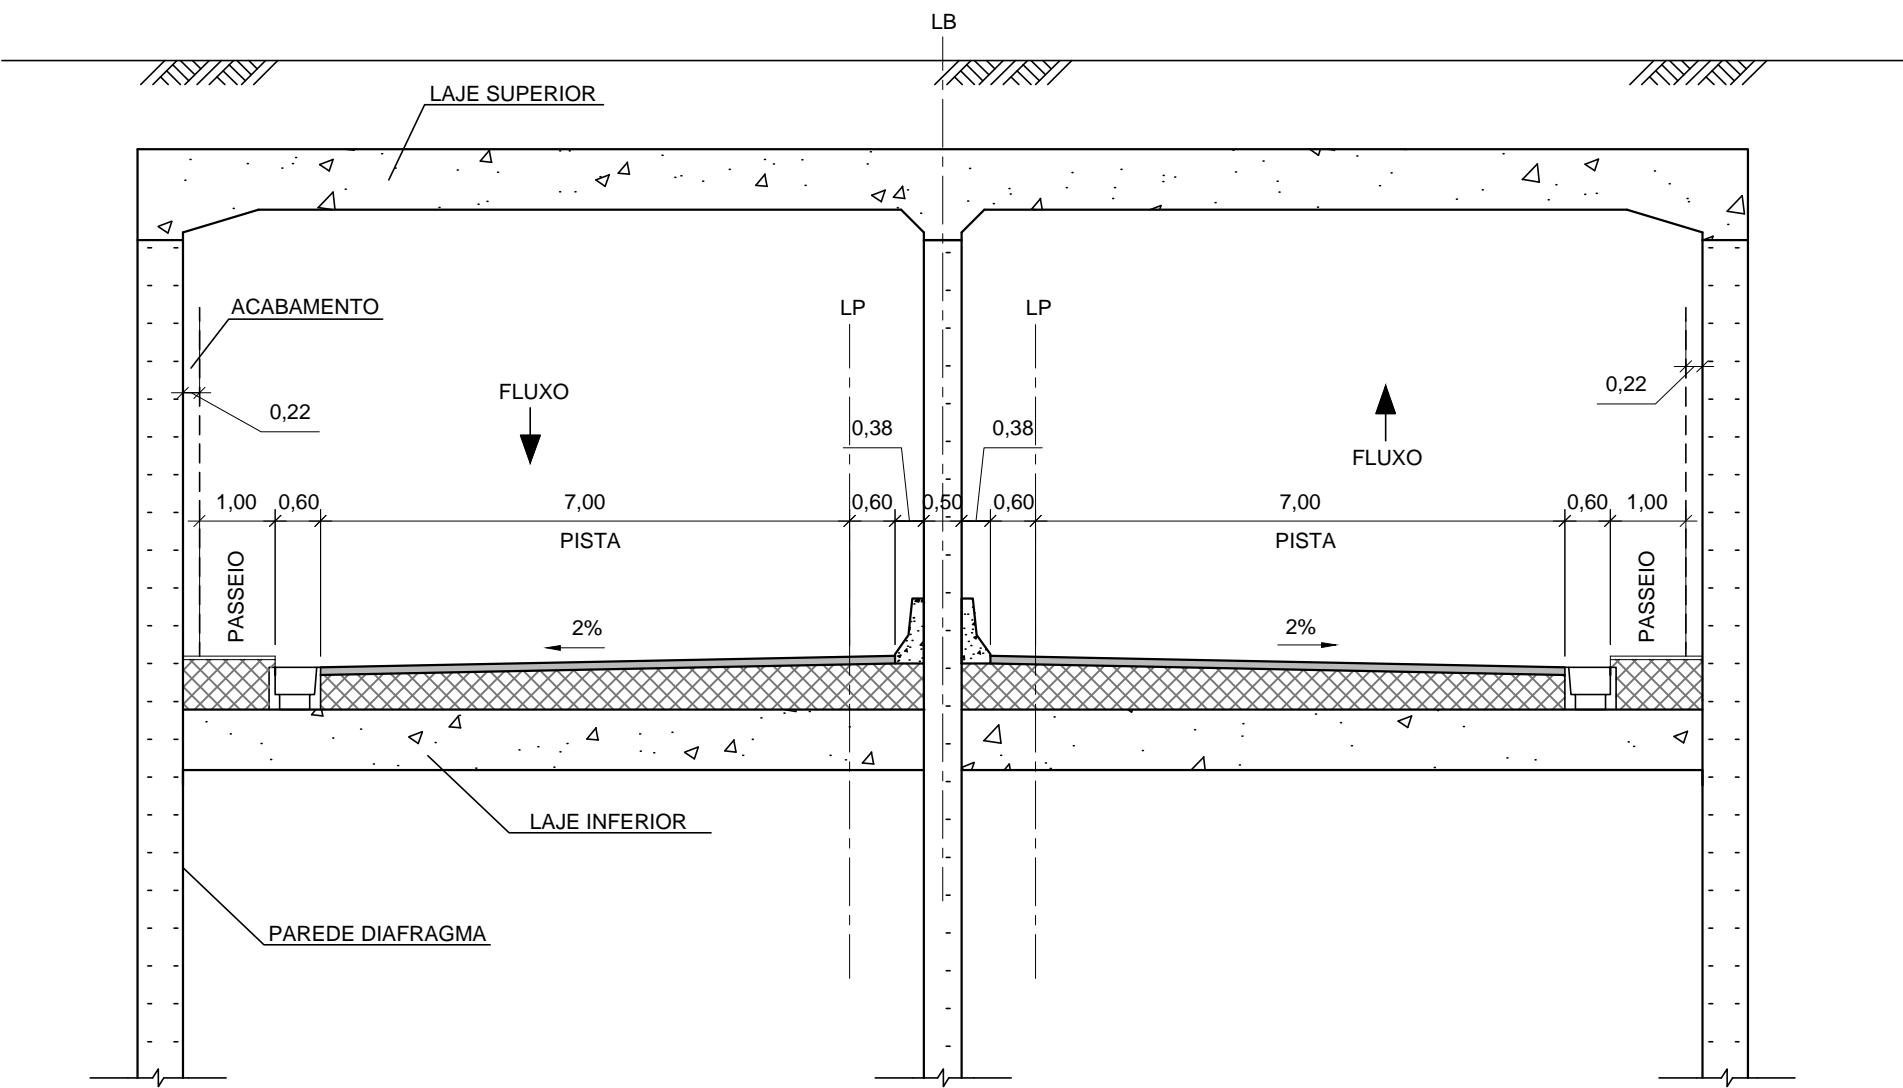 LB
LAJE SUPERIOR
ACABAMENTO
LP
LP
FLUXO
0,22
0,22
0,38
0,38
FLUXO
1,00
0,60
7,00
0,60
0,50
0,60
7,00
0,60
1,00
PISTA
PISTA
PASSEIO
PASSEIO
2%
2%
LAJE INFERIOR
PAREDE DIAFRAGMA